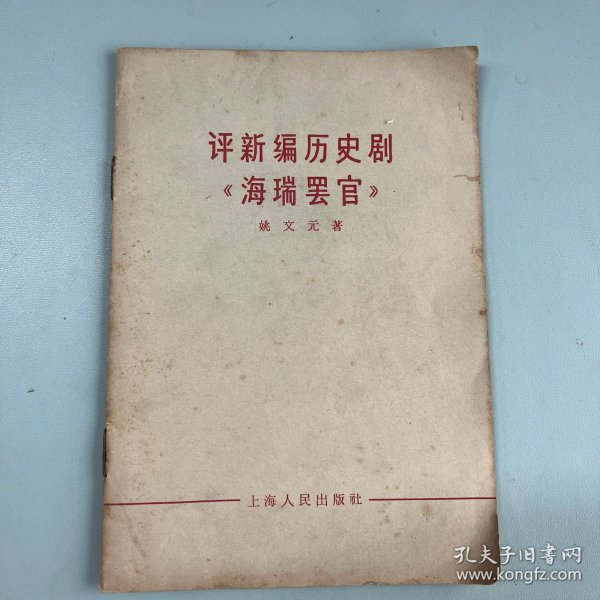 评新编历史剧
《海瑞罢官》
姚文元著
上海人民出版社
孔夫子旧书网
www.kongfz.com